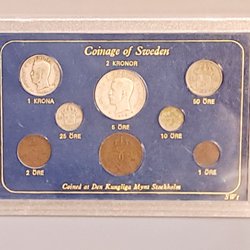 Coinage of Sweden
2 KRONOR
1 KRONA
50 ÖRE
5 ÖRE
25 ÖRE
10 ÖRE
2 ÖRE
1 ÖRE
Coined at Den Kungliga Mynt Stockholm